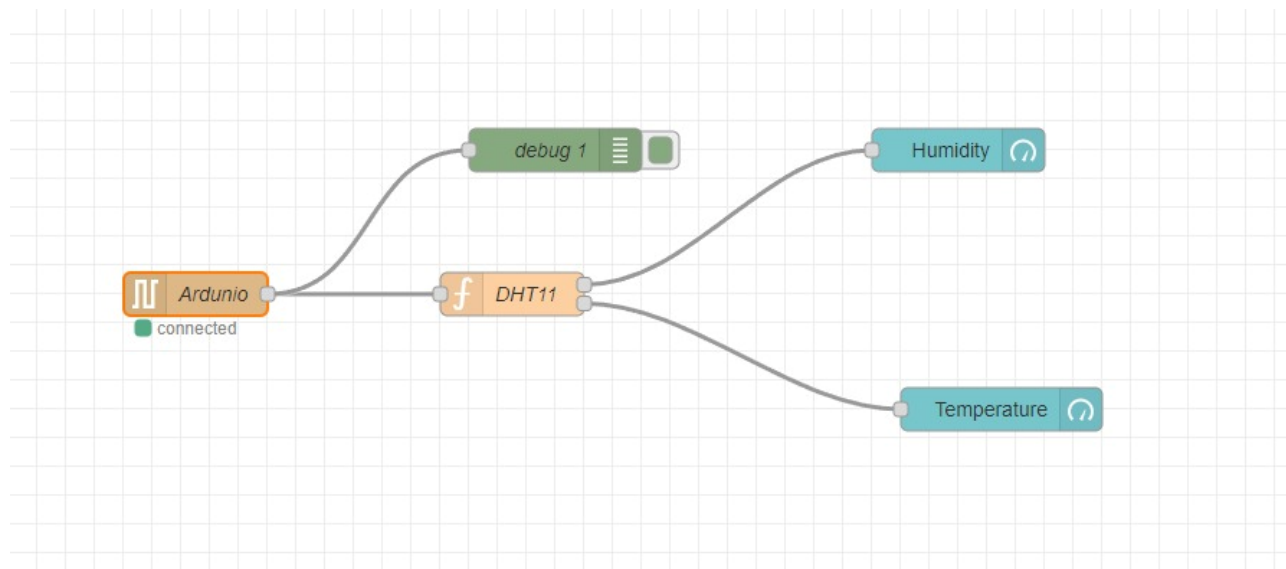 debug 1
Humidity
Ardunio
DHT11
connected
Temperature